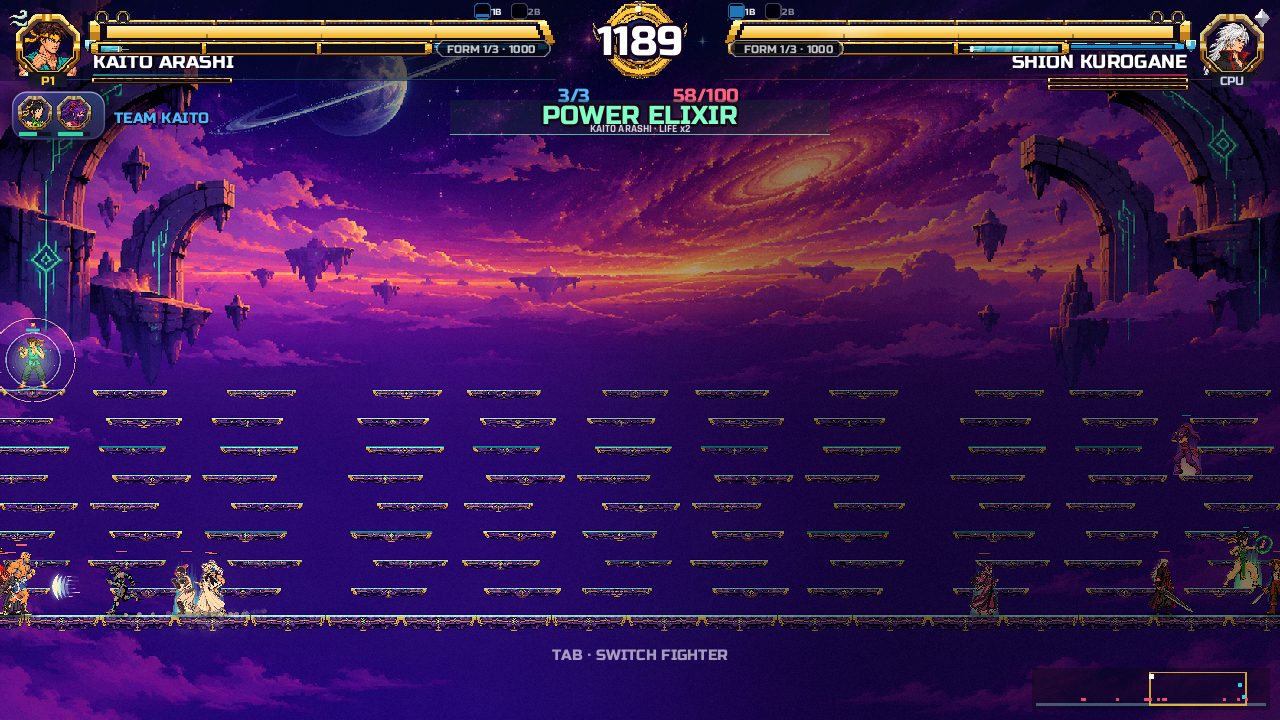 1B 2B
1189
1B 2B
FORM 1/3 · 1000
FORM 1/3 · 1000
KAITO ARASHI
SHION KUROGANE
P1
CPU
3/3 58/100
POWER ELIXIR
KAITO ARASHI · LIFE x2
TEAM KAITO
TAB · SWITCH FIGHTER